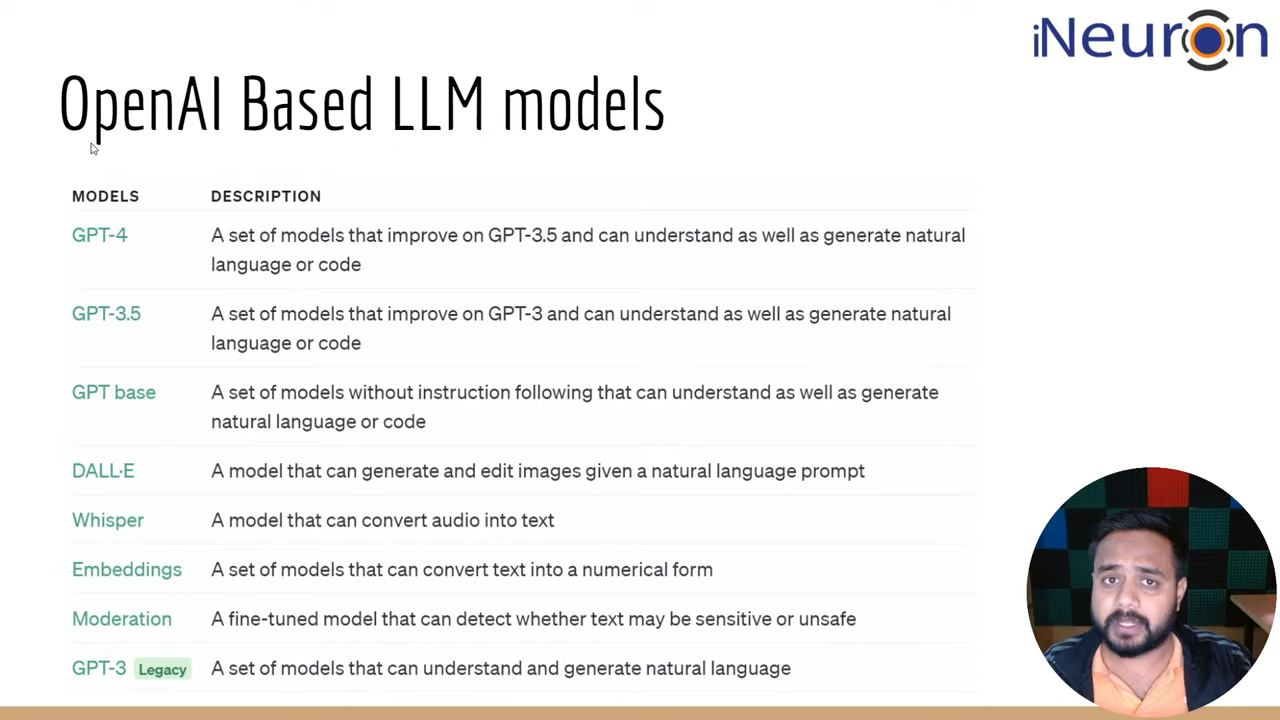 iNeuron
OpenAI Based LLM models
MODELS DESCRIPTION
GPT-4 A set of models that improve on GPT-3.5 and can understand as well as generate natural
language or code
GPT-3.5 A set of models that improve on GPT-3 and can understand as well as generate natural
language or code
GPT base A set of models without instruction following that can understand as well as generate
natural language or code
DALL·E A model that can generate and edit images given a natural language prompt
Whisper A model that can convert audio into text
Embeddings A set of models that can convert text into a numerical form
Moderation A fine-tuned model that can detect whether text may be sensitive or unsafe
GPT-3 Legacy A set of models that can understand and generate natural language